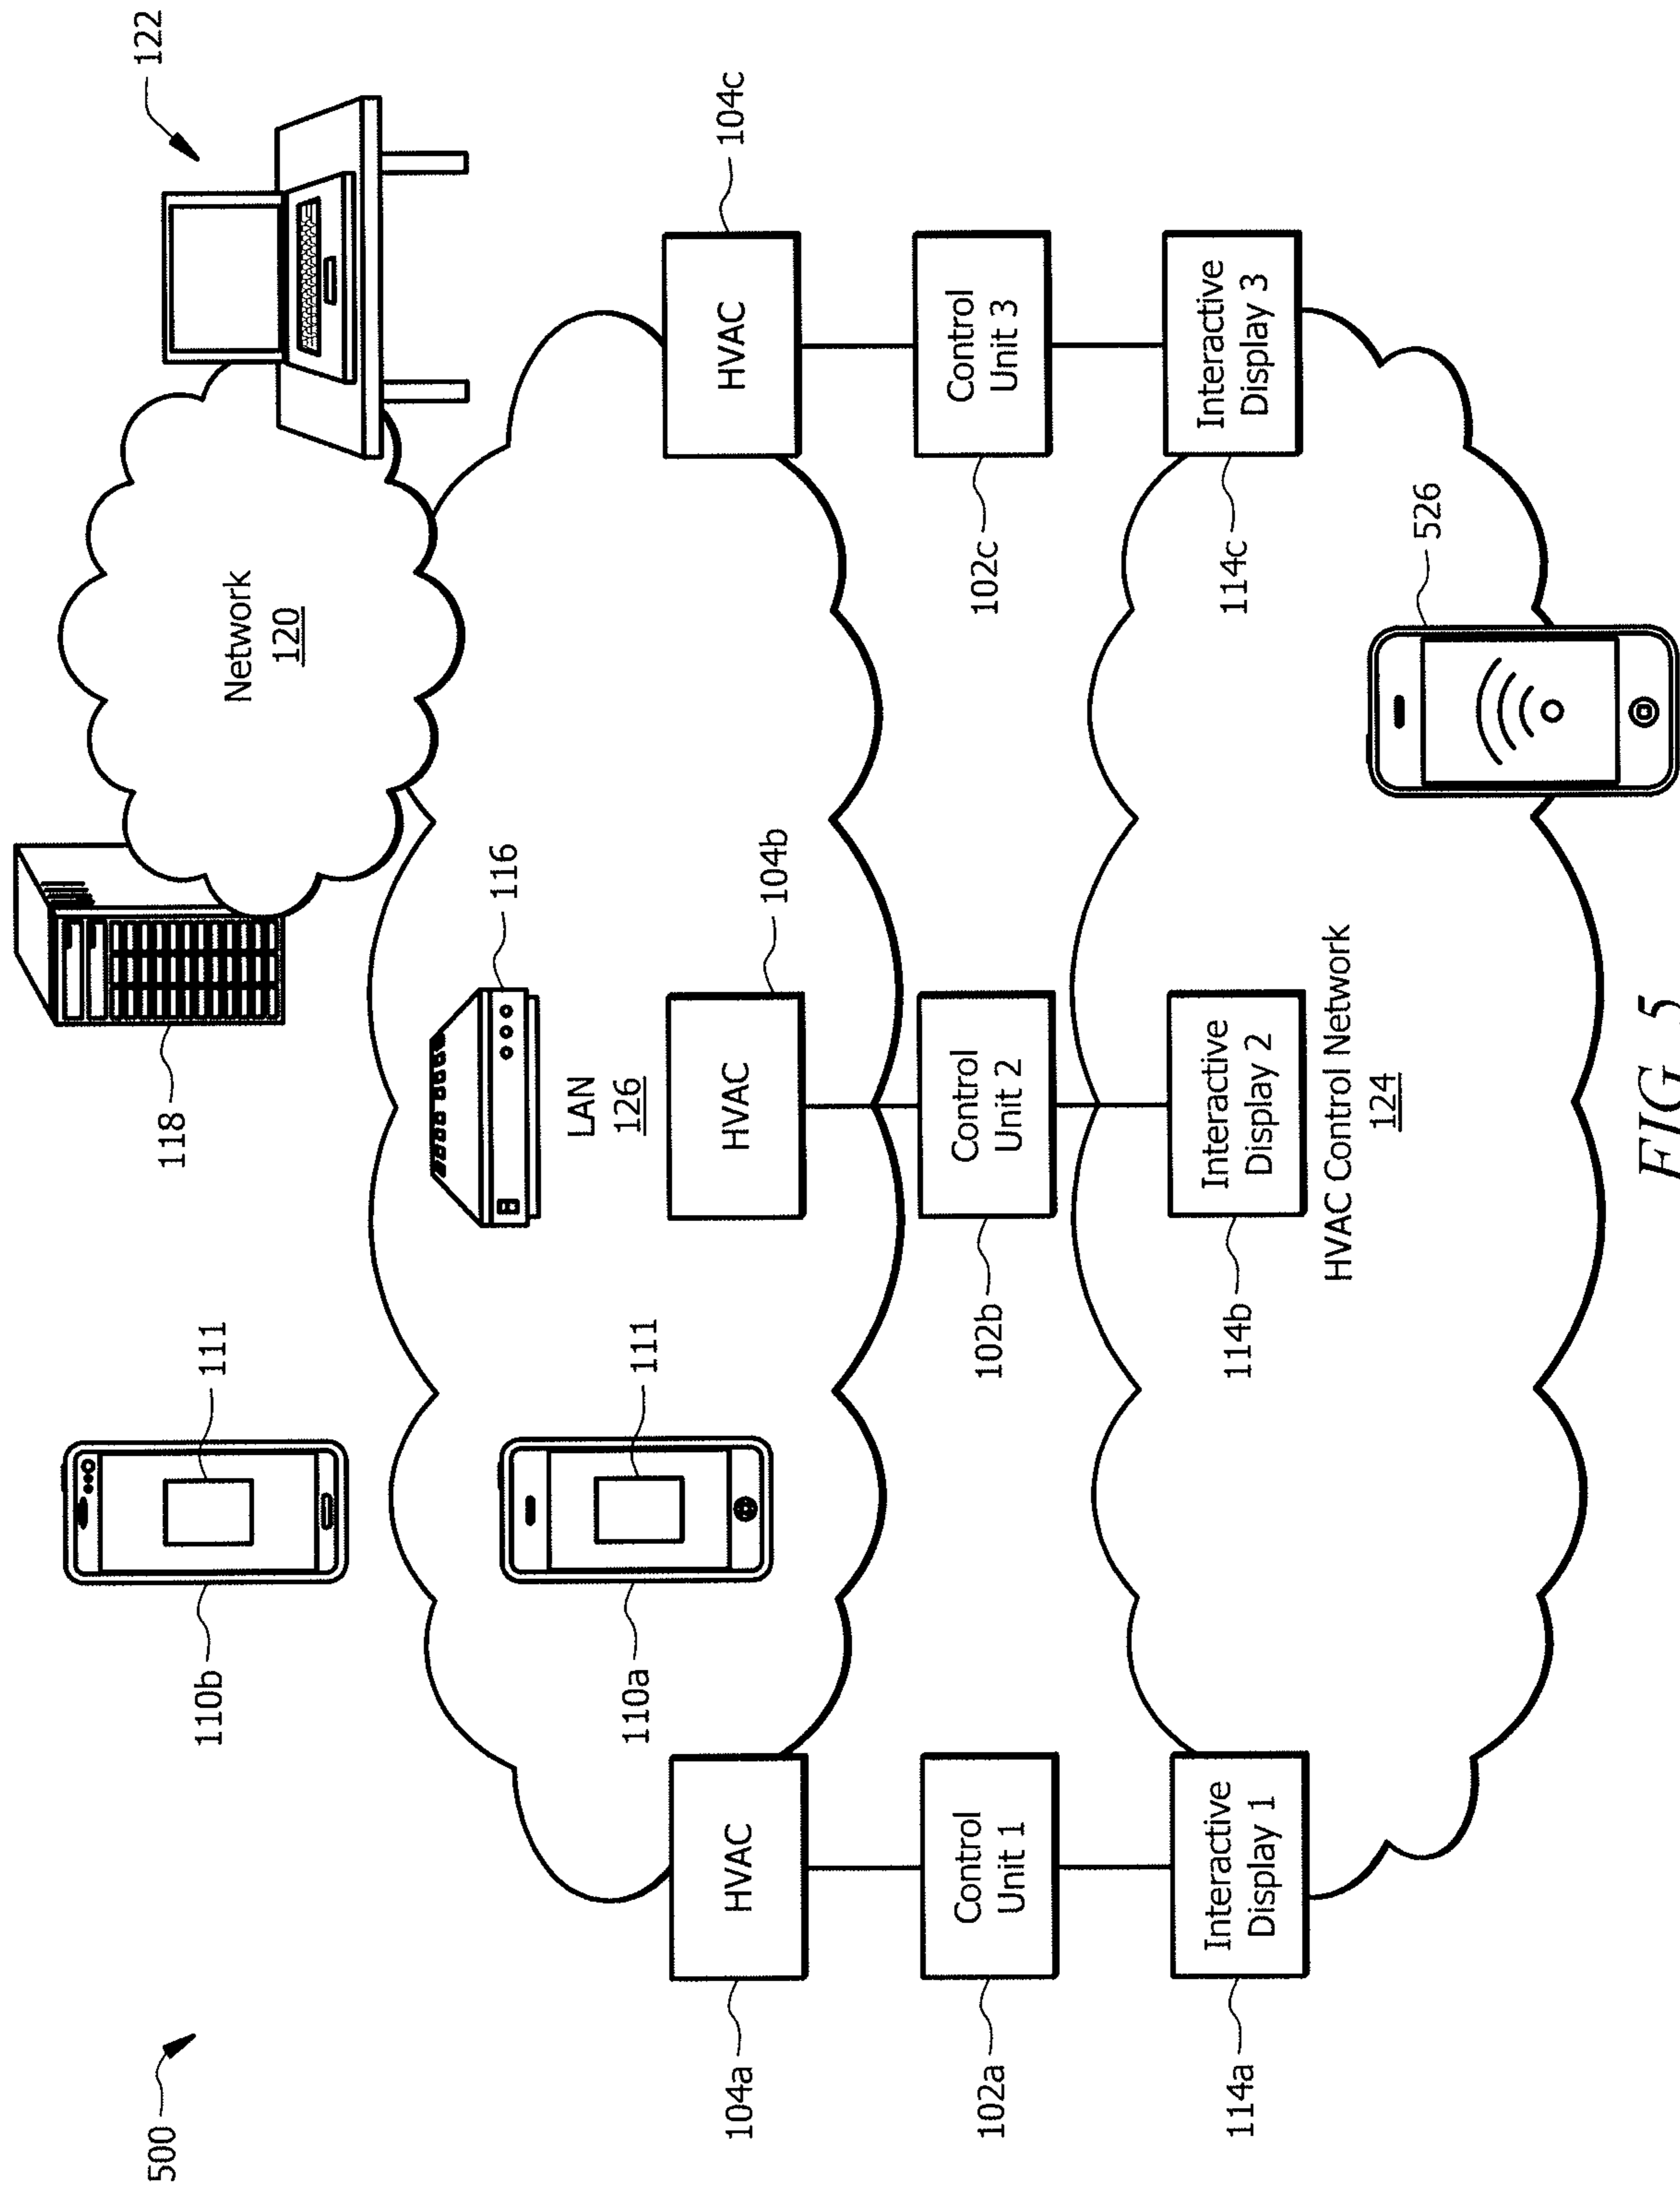 500
122
118
110b
111
Network
120
116
110a
111
LAN
126
104a
HVAC
HVAC
104b
HVAC
104c
102a
Control
Unit 1
102b
Control
Unit 2
102c
Control
Unit 3
114a
Interactive
Display 1
114b
Interactive
Display 2
114c
Interactive
Display 3
HVAC Control Network
124
526
FIG. 5